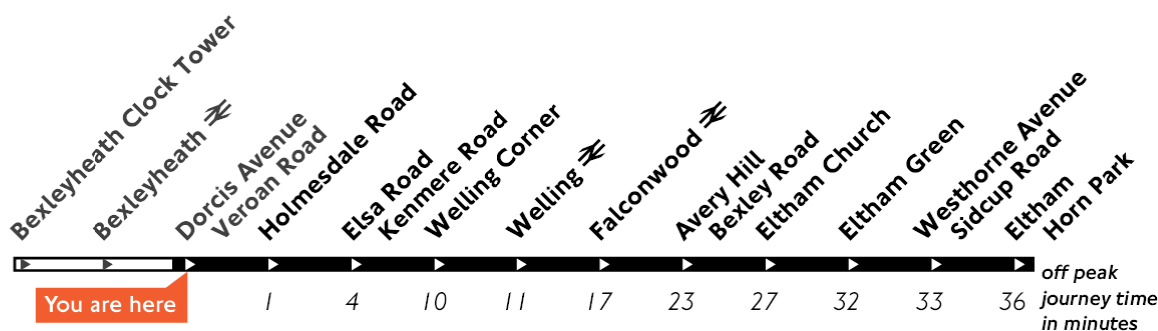 Bexleyheath Clock Tower
Bexleyheath
Dorcis Avenue
Veroan Road
Holmesdale Road
Elsa Road
Kenmere Road
Welling Corner
Welling
Falconwood
Avery Hill
Bexley Road
Eltham Church
Eltham Green
Westhorne Avenue
Sidcup Road
Eltham
Horn Park
You are here
1 4 10 11 17 23 27 32 33 36
off peak
journey time
in minutes